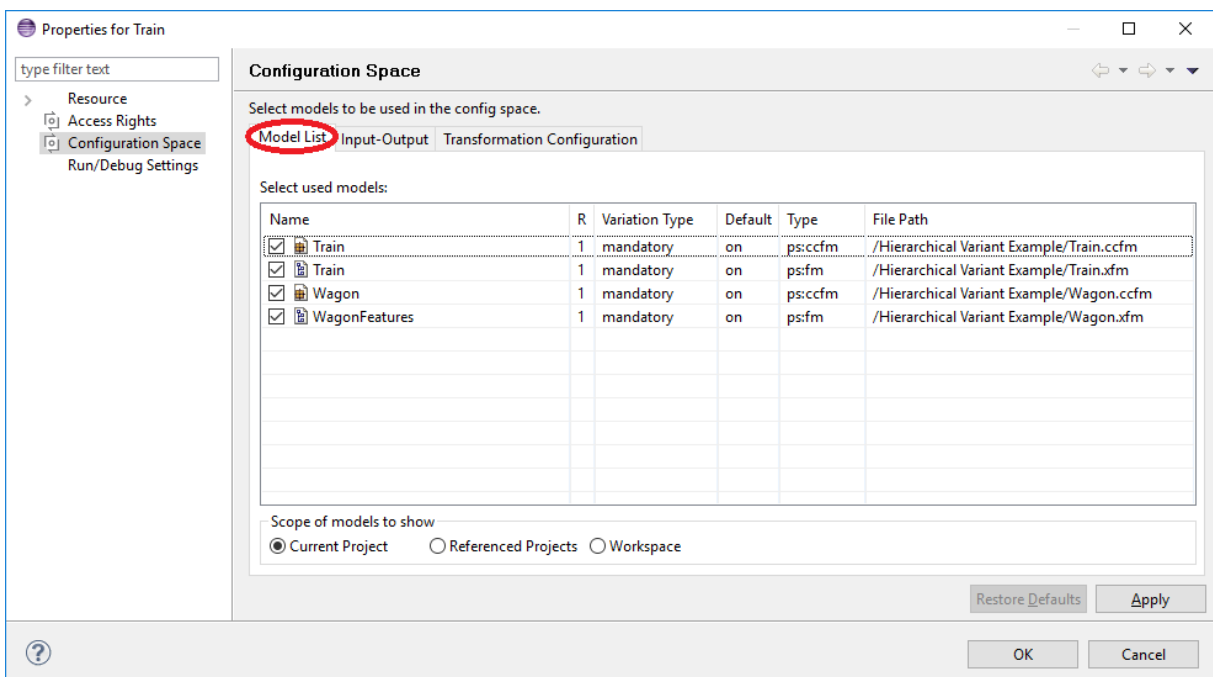 Properties for Train
type filter text
Resource
Access Rights
Configuration Space
Run/Debug Settings
Configuration Space
Select models to be used in the config space.
Model List Input-Output Transformation Configuration
Select used models:
Name R Variation Type Default Type File Path
Train 1 mandatory on ps:ccfm /Hierarchical Variant Example/Train.ccfm
Train 1 mandatory on ps:fm /Hierarchical Variant Example/Train.xfm
Wagon 1 mandatory on ps:ccfm /Hierarchical Variant Example/Wagon.ccfm
WagonFeatures 1 mandatory on ps:fm /Hierarchical Variant Example/Wagon.xfm
Scope of models to show
Current Project Referenced Projects Workspace
Restore Defaults Apply
? OK Cancel